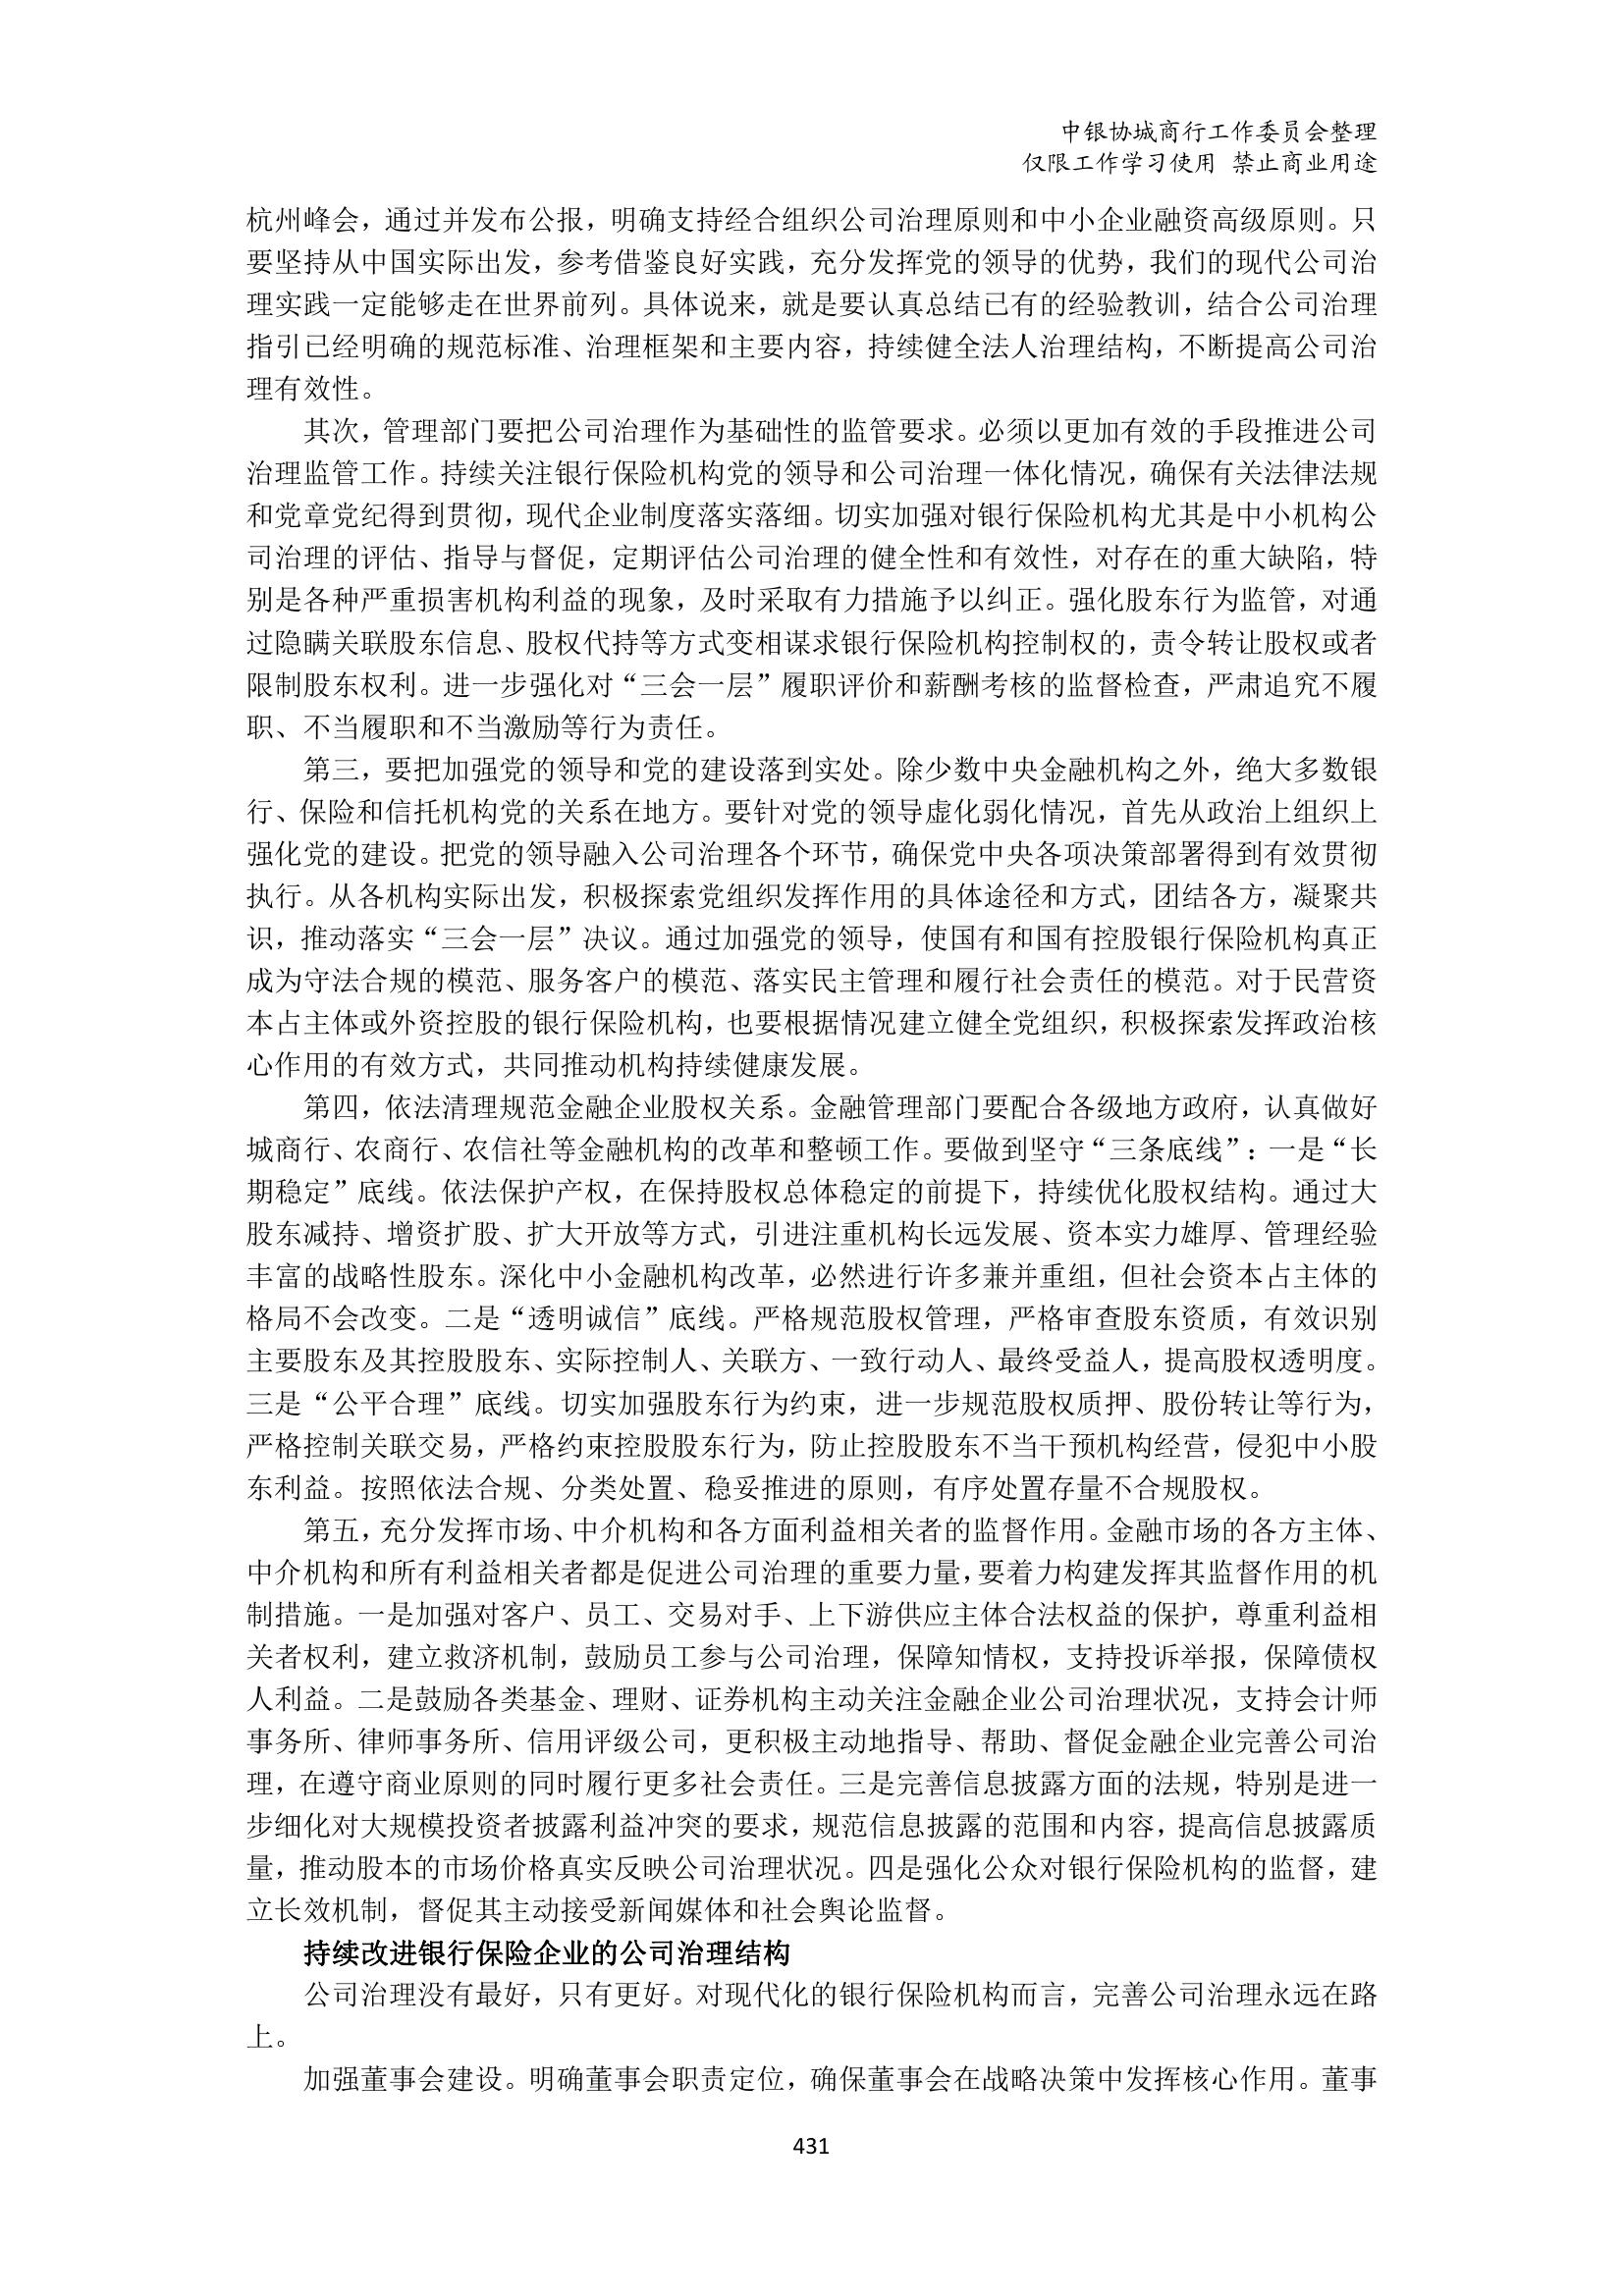 中银协城商行工作委员会整理
仅限工作学习使用 禁止商业用途
杭州峰会，通过并发布公报，明确支持经合组织公司治理原则和中小企业融资高级原则。只
要坚持从中国实际出发，参考借鉴良好实践，充分发挥党的领导的优势，我们的现代公司治
理实践一定能够走在世界前列。具体说来，就是要认真总结已有的经验教训，结合公司治理
指引已经明确的规范标准、治理框架和主要内容，持续健全法人治理结构，不断提高公司治
理有效性。
其次，管理部门要把公司治理作为基础性的监管要求。必须以更加有效的手段推进公司
治理监管工作。持续关注银行保险机构党的领导和公司治理一体化情况，确保有关法律法规
和党章党纪得到贯彻，现代企业制度落实落细。切实加强对银行保险机构尤其是中小机构公
司治理的评估、指导与督促，定期评估公司治理的健全性和有效性，对存在的重大缺陷，特
别是各种严重损害机构利益的现象，及时采取有力措施予以纠正。强化股东行为监管，对通
过隐瞒关联股东信息、股权代持等方式变相谋求银行保险机构控制权的，责令转让股权或者
限制股东权利。进一步强化对“三会一层”履职评价和薪酬考核的监督检查，严肃追究不履
职、不当履职和不当激励等行为责任。
第三，要把加强党的领导和党的建设落到实处。除少数中央金融机构之外，绝大多数银
行、保险和信托机构党的关系在地方。要针对党的领导虚化弱化情况，首先从政治上组织上
强化党的建设。把党的领导融入公司治理各个环节，确保党中央各项决策部署得到有效贯彻
执行。从各机构实际出发，积极探索党组织发挥作用的具体途径和方式，团结各方，凝聚共
识，推动落实“三会一层”决议。通过加强党的领导，使国有和国有控股银行保险机构真正
成为守法合规的模范、服务客户的模范、落实民主管理和履行社会责任的模范。对于民营资
本占主体或外资控股的银行保险机构，也要根据情况建立健全党组织，积极探索发挥政治核
心作用的有效方式，共同推动机构持续健康发展。
第四，依法清理规范金融企业股权关系。金融管理部门要配合各级地方政府，认真做好
城商行、农商行、农信社等金融机构的改革和整顿工作。要做到坚守“三条底线”：一是“长
期稳定”底线。依法保护产权，在保持股权总体稳定的前提下，持续优化股权结构。通过大
股东减持、增资扩股、扩大开放等方式，引进注重机构长远发展、资本实力雄厚、管理经验
丰富的战略性股东。深化中小金融机构改革，必然进行许多兼并重组，但社会资本占主体的
格局不会改变。二是“透明诚信”底线。严格规范股权管理，严格审查股东资质，有效识别
主要股东及其控股股东、实际控制人、关联方、一致行动人、最终受益人，提高股权透明度。
三是“公平合理”底线。切实加强股东行为约束，进一步规范股权质押、股份转让等行为，
严格控制关联交易，严格约束控股股东行为，防止控股股东不当干预机构经营，侵犯中小股
东利益。按照依法合规、分类处置、稳妥推进的原则，有序处置存量不合规股权。
第五，充分发挥市场、中介机构和各方面利益相关者的监督作用。金融市场的各方主体、
中介机构和所有利益相关者都是促进公司治理的重要力量，要着力构建发挥其监督作用的机
制措施。一是加强对客户、员工、交易对手、上下游供应主体合法权益的保护，尊重利益相
关者权利，建立救济机制，鼓励员工参与公司治理，保障知情权，支持投诉举报，保障债权
人利益。二是鼓励各类基金、理财、证券机构主动关注金融企业公司治理状况，支持会计师
事务所、律师事务所、信用评级公司，更积极主动地指导、帮助、督促金融企业完善公司治
理，在遵守商业原则的同时履行更多社会责任。三是完善信息披露方面的法规，特别是进一
步细化对大规模投资者披露利益冲突的要求，规范信息披露的范围和内容，提高信息披露质
量，推动股本的市场价格真实反映公司治理状况。四是强化公众对银行保险机构的监督，建
立长效机制，督促其主动接受新闻媒体和社会舆论监督。
持续改进银行保险企业的公司治理结构
公司治理没有最好，只有更好。对现代化的银行保险机构而言，完善公司治理永远在路
上。
加强董事会建设。明确董事会职责定位，确保董事会在战略决策中发挥核心作用。董事
431